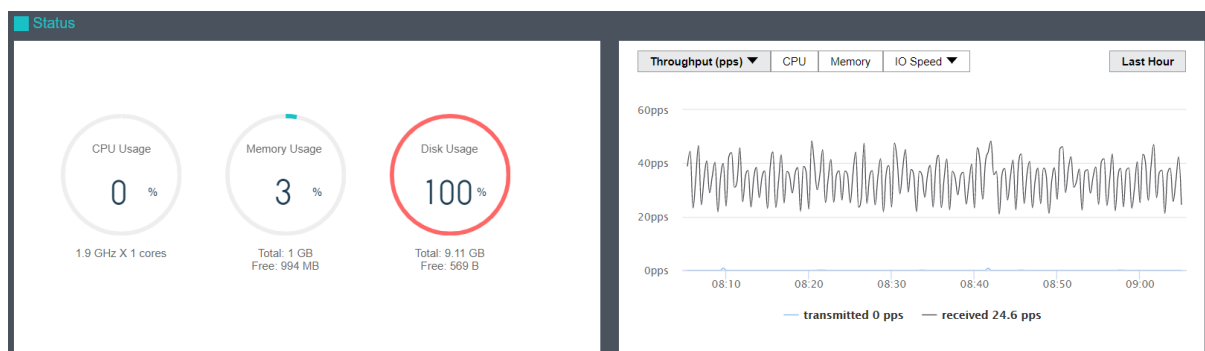 Status
CPU Usage
0 %
1.9 GHz X 1 cores
Memory Usage
3 %
Total: 1 GB
Free: 994 MB
Disk Usage
100 %
Total: 9.11 GB
Free: 569 B
Throughput (pps) ▼ CPU Memory IO Speed ▼ Last Hour
60pps
40pps
20pps
0pps
08:10 08:20 08:30 08:40 08:50 09:00
transmitted 0 pps received 24.6 pps